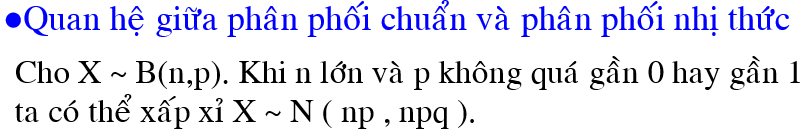 ●Quan hệ giữa phân phối chuẩn và phân phối nhị thức
Cho X ~ B(n,p). Khi n lớn và p không quá gần 0 hay gần 1
ta có thể xấp xỉ X ~ N ( np , npq ).